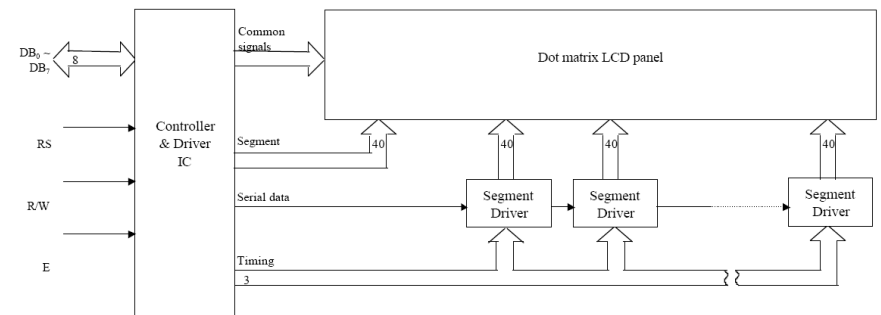 DB0 ~
DB7
8
RS
R/W
E
Controller
& Driver
IC
Common
signals
Dot matrix LCD panel
Segment
40
40
40
40
Serial data
Segment
Driver
Segment
Driver
Segment
Driver
Timing
3